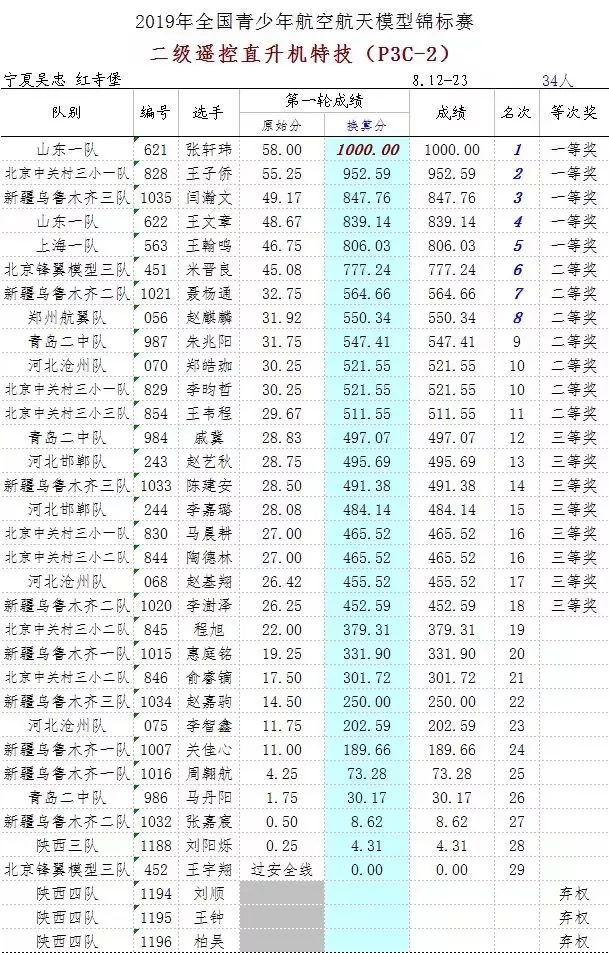 2019年全国青少年航空航天模型锦标赛
二级遥控直升机特技（P3C-2）
宁夏吴忠 红寺堡 8.12-23 34人
队别 编号 选手 第一轮成绩 成绩 名次 等次奖
原始分 换算分
山东一队 621 张轩玮 58.00 1000.00 1000.00 1 一等奖
北京中关村三小一队 828 王子侨 55.25 952.59 952.59 2 一等奖
新疆乌鲁木齐三队 1035 闫瀚文 49.17 847.76 847.76 3 一等奖
山东一队 622 王文章 48.67 839.14 839.14 4 一等奖
上海一队 563 王翰鸣 46.75 806.03 806.03 5 一等奖
北京锋翼模型三队 451 米晋良 45.08 777.24 777.24 6 二等奖
新疆乌鲁木齐二队 1021 聂杨通 32.75 564.66 564.66 7 二等奖
郑州航翼队 056 赵麒麟 31.92 550.34 550.34 8 二等奖
青岛二中队 987 朱兆阳 31.75 547.41 547.41 9 二等奖
河北沧州队 070 郑皓珈 30.25 521.55 521.55 10 二等奖
北京中关村三小一队 829 李昀哲 30.25 521.55 521.55 10 二等奖
北京中关村三小三队 854 王韦程 29.67 511.55 511.55 11 二等奖
青岛二中队 984 戚冀 28.83 497.07 497.07 12 三等奖
河北邯郸队 243 赵艺秋 28.75 495.69 495.69 13 三等奖
新疆乌鲁木齐三队 1033 陈建安 28.50 491.38 491.38 14 三等奖
河北邯郸队 244 李嘉璐 28.08 484.14 484.14 15 三等奖
北京中关村三小一队 830 马晨耕 27.00 465.52 465.52 16 三等奖
北京中关村三小二队 844 陶德林 27.00 465.52 465.52 16 三等奖
河北沧州队 068 赵基翔 26.42 455.52 455.52 17 三等奖
新疆乌鲁木齐二队 1020 李澍泽 26.25 452.59 452.59 18 三等奖
北京中关村三小二队 845 程旭 22.00 379.31 379.31 19
新疆乌鲁木齐一队 1015 惠庭铭 19.25 331.90 331.90 20
北京中关村三小二队 846 俞睿镝 17.50 301.72 301.72 21
新疆乌鲁木齐三队 1034 赵嘉驹 14.50 250.00 250.00 22
河北沧州队 075 李智鑫 11.75 202.59 202.59 23
新疆乌鲁木齐一队 1007 关佳心 11.00 189.66 189.66 24
新疆乌鲁木齐一队 1016 周翱航 4.25 73.28 73.28 25
青岛二中队 986 马丹阳 1.75 30.17 30.17 26
新疆乌鲁木齐二队 1032 张嘉宸 0.50 8.62 8.62 27
陕西三队 1188 刘阳烁 0.25 4.31 4.31 28
北京锋翼模型三队 452 王宇翔 过安全线 0.00 0.00 29
陕西四队 1194 刘顺 弃权
陕西四队 1195 王钟 弃权
陕西四队 1196 柏昊 弃权